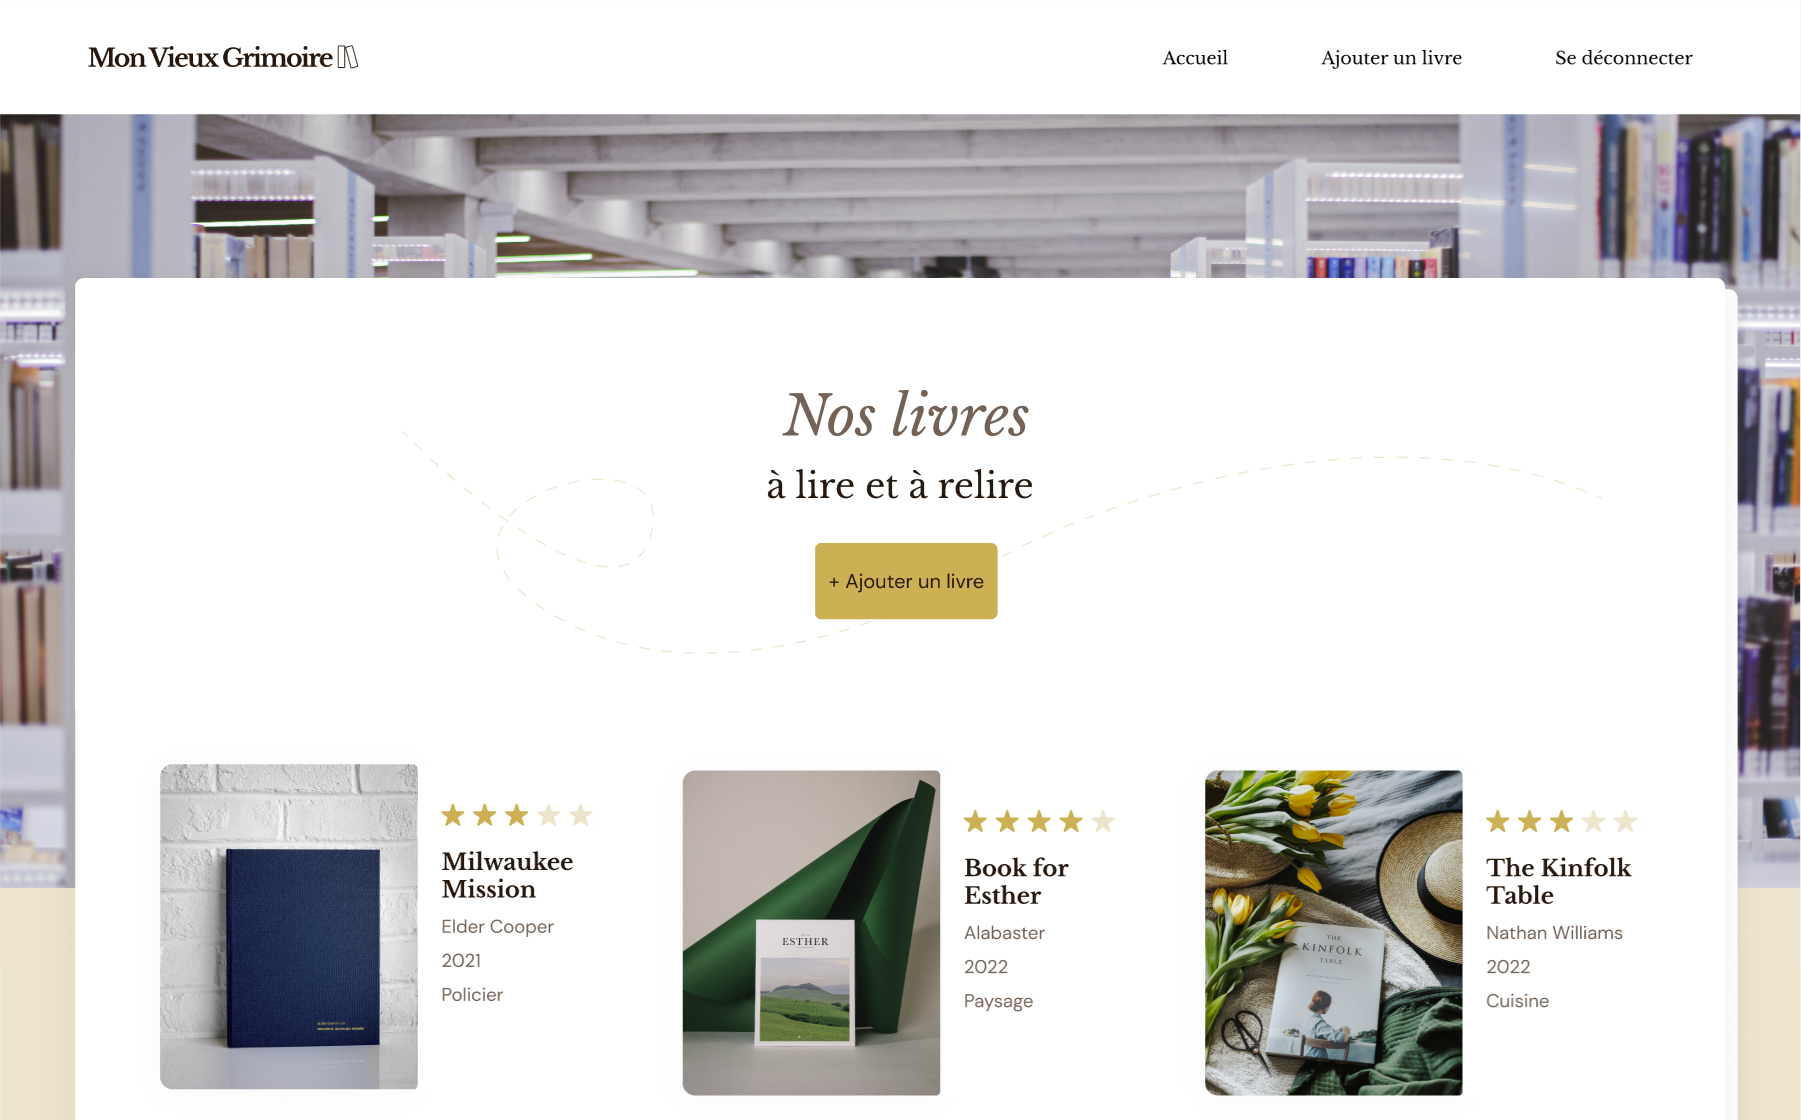 Mon Vieux Grimoire
Accueil
Ajouter un livre
Se déconnecter
Nos livres
à lire et à relire
+ Ajouter un livre
Milwaukee
Mission
Elder Cooper
2021
Policier
ESTHER
Book for
Esther
Alabaster
2022
Paysage
THE
KINFOLK
TABLE
The Kinfolk
Table
Nathan Williams
2022
Cuisine